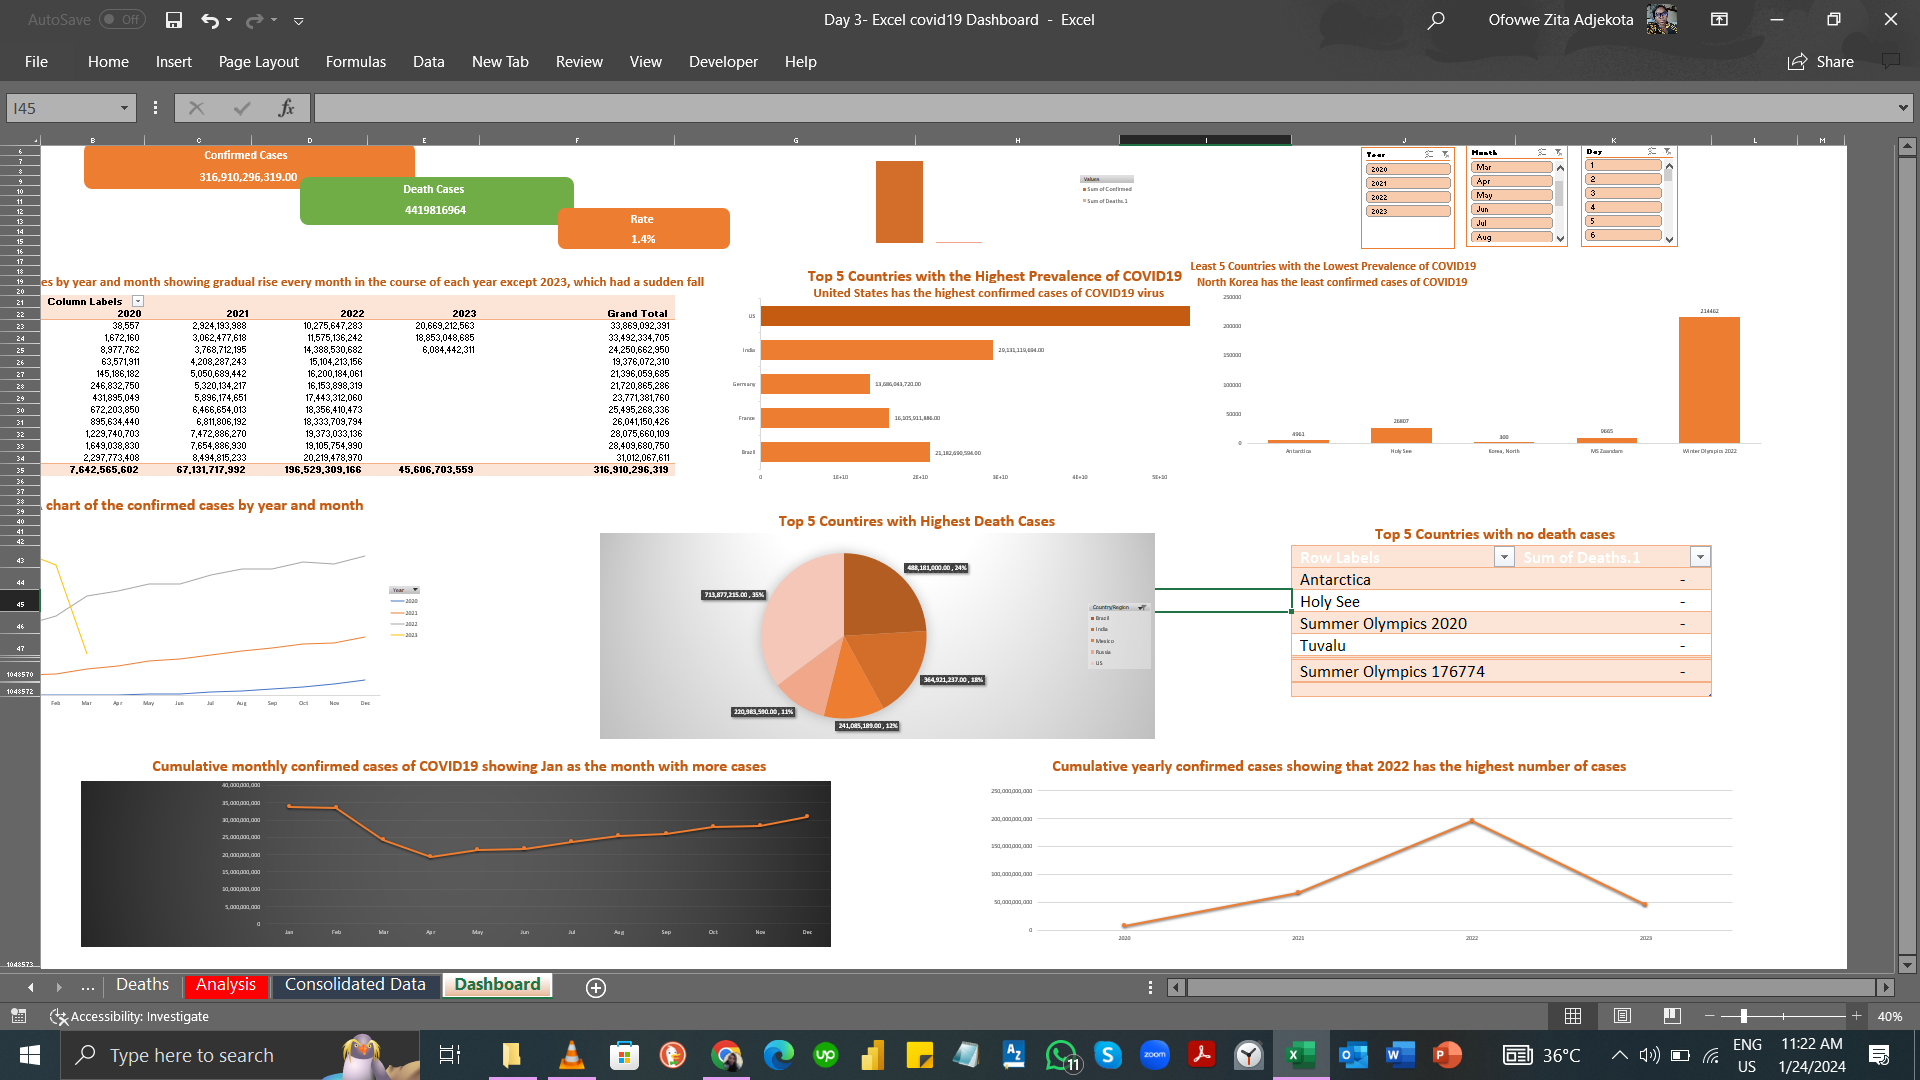 AutoSave Off
Day 3- Excel covid19 Dashboard - Excel
Ofovwe Zita Adjekota
File Home Insert Page Layout Formulas Data New Tab Review View Developer Help
Share
I45
fx
B C D E F G H I J K L M
Confirmed Cases
316,910,296,319.00
Death Cases
4419816964
Rate
1.4%
Values
Sum of Confirmed
Sum of Deaths.1
Year
2020
2021
2022
2023
Month
Mar
Apr
May
Jun
Jul
Aug
Day
1
2
3
4
5
6
es by year and month showing gradual rise every month in the course of each year except 2023, which had a sudden fall
Column Labels
2020 2021 2022 2023 Grand Total
38,557 2,924,193,988 10,275,647,283 20,669,212,563 33,869,092,391
1,672,160 3,062,477,618 11,575,136,242 18,853,048,685 33,492,334,705
8,977,762 3,768,712,195 14,388,530,682 6,084,442,311 24,250,662,950
63,571,911 4,208,287,243 15,104,213,156 19,376,072,310
145,186,182 5,050,689,442 16,200,184,061 21,396,059,685
246,832,750 5,320,134,217 16,153,898,319 21,720,865,286
431,895,049 5,896,174,651 17,443,312,060 23,771,381,760
672,203,850 6,466,654,013 18,356,410,473 25,495,268,336
895,634,440 6,811,806,192 18,333,709,794 26,041,150,426
1,229,740,703 7,472,886,270 19,373,033,136 28,075,660,109
1,649,038,830 7,654,886,930 19,105,754,990 28,409,680,750
2,297,773,408 8,494,815,233 20,219,478,970 31,012,067,611
7,642,565,602 67,131,717,992 196,529,309,166 45,606,703,559 316,910,296,319
Top 5 Countries with the Highest Prevalence of COVID19
United States has the highest confirmed cases of COVID19 virus
US
India 29,131,119,694.00
Germany 13,686,043,720.00
France 16,105,911,886.00
Brazil 21,182,690,594.00
0 1E+10 2E+10 3E+10 4E+10 5E+10
Least 5 Countries with the Lowest Prevalence of COVID19
North Korea has the least confirmed cases of COVID19
250000
200000
150000
100000
50000
0
4961 26807 300 9665 214462
Antarctica Holy See Korea, North MS Zaandam Winter Olympics 2022
chart of the confirmed cases by year and month
Year
2020
2021
2022
2023
Feb Mar Apr May Jun Jul Aug Sep Oct Nov Dec
Top 5 Countires with Highest Death Cases
488,181,000.00 , 24%
713,877,215.00 , 35%
364,921,237.00 , 18%
220,983,590.00 , 11%
241,085,189.00 , 12%
Country/Region
Brazil
India
Mexico
Russia
US
Top 5 Countries with no death cases
Row Labels Sum of Deaths.1
Antarctica -
Holy See -
Summer Olympics 2020 -
Tuvalu -
Summer Olympics 176774 -
Cumulative monthly confirmed cases of COVID19 showing Jan as the month with more cases
40,000,000,000
35,000,000,000
30,000,000,000
25,000,000,000
20,000,000,000
15,000,000,000
10,000,000,000
5,000,000,000
0
Jan Feb Mar Apr May Jun Jul Aug Sep Oct Nov Dec
Cumulative yearly confirmed cases showing that 2022 has the highest number of cases
250,000,000,000
200,000,000,000
150,000,000,000
100,000,000,000
50,000,000,000
0
2020 2021 2022 2023
... Deaths Analysis Consolidated Data Dashboard
Accessibility: Investigate
40%
Type here to search
36°C
ENG
US
11:22 AM
1/24/2024